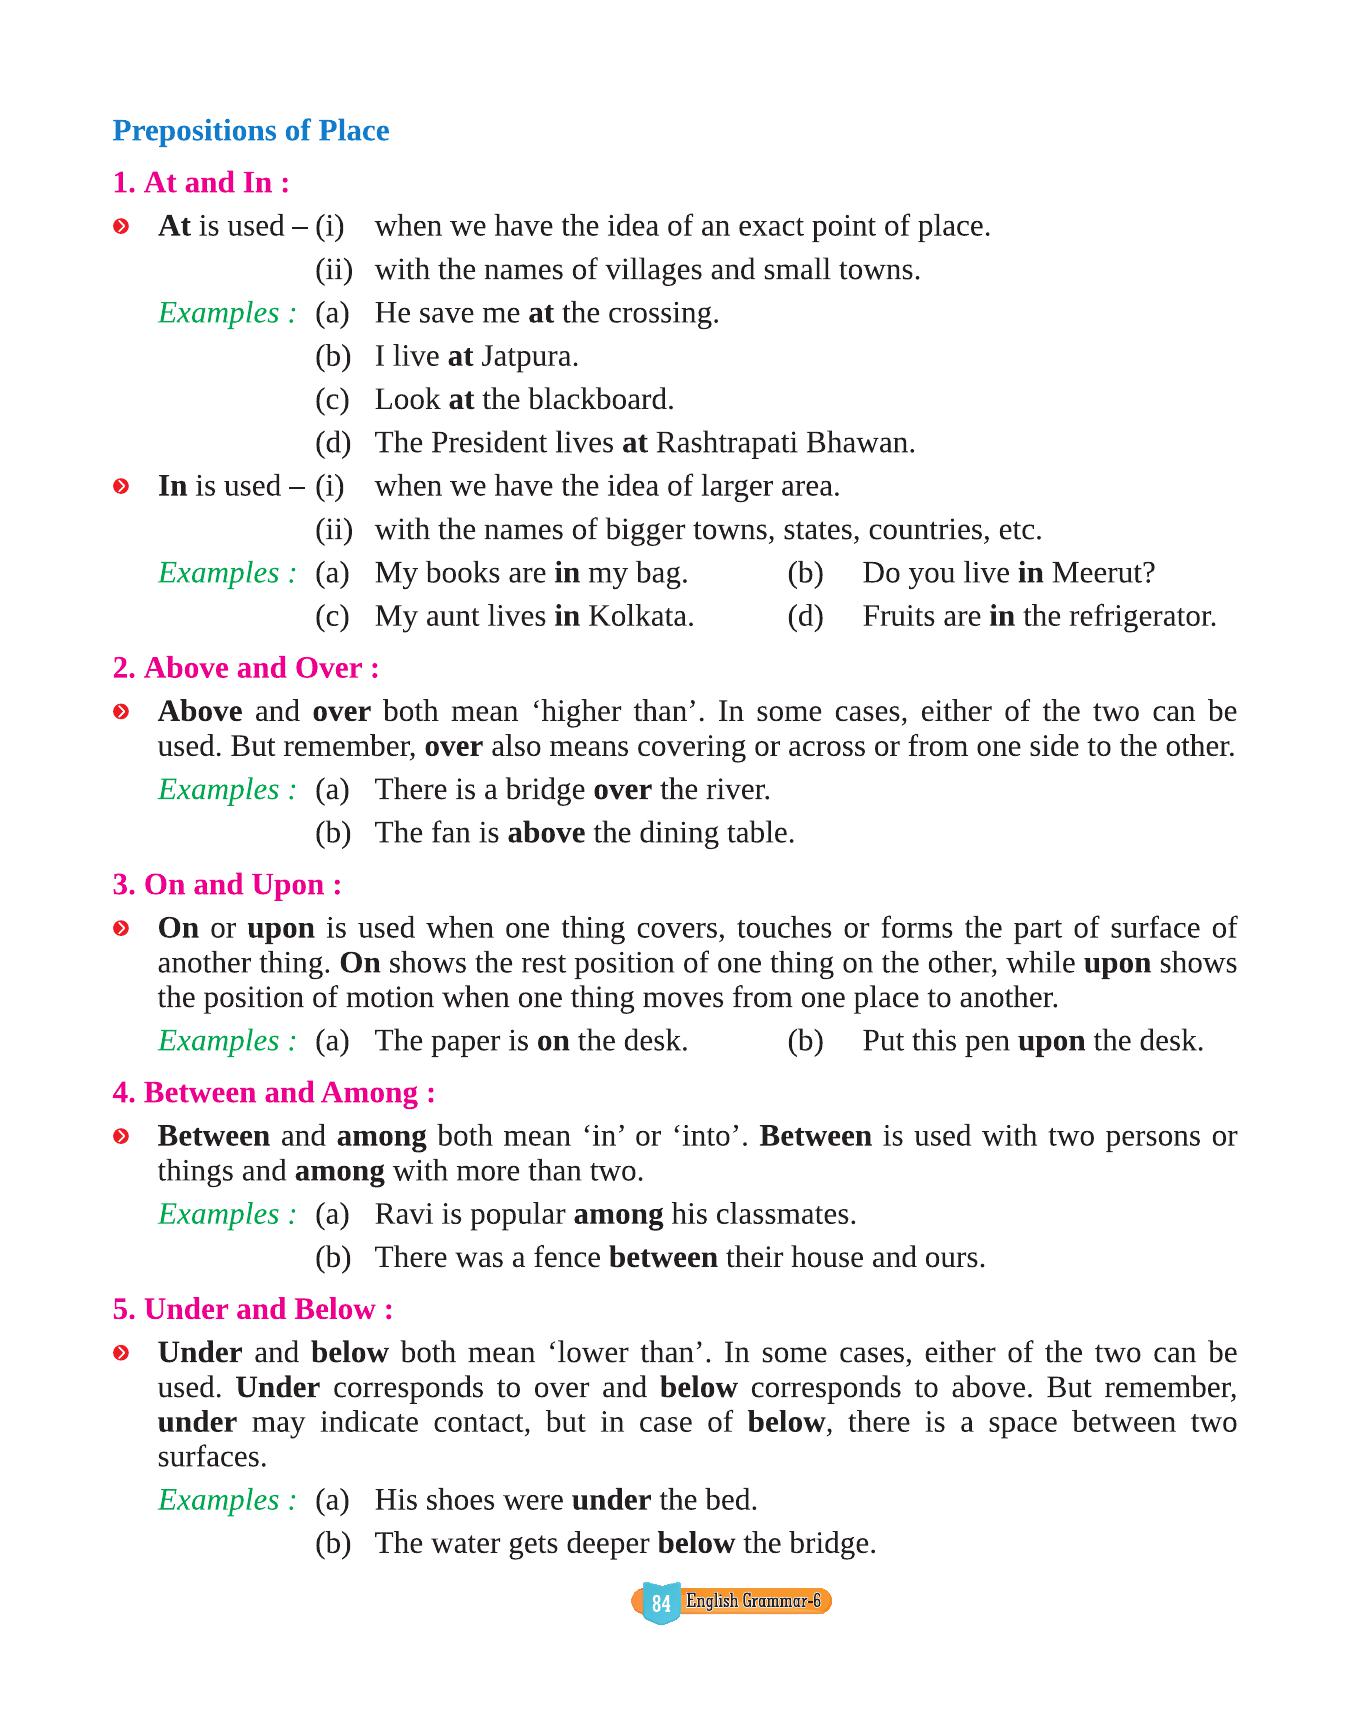 Prepositions of Place
1. At and In :
At is used – (i) when we have the idea of an exact point of place.
(ii) with the names of villages and small towns.
Examples : (a) He save me at the crossing.
(b) I live at Jatpura.
(c) Look at the blackboard.
(d) The President lives at Rashtrapati Bhawan.
In is used – (i) when we have the idea of larger area.
(ii) with the names of bigger towns, states, countries, etc.
Examples : (a) My books are in my bag. (b) Do you live in Meerut?
(c) My aunt lives in Kolkata. (d) Fruits are in the refrigerator.
2. Above and Over :
Above and over both mean ‘higher than’. In some cases, either of the two can be
used. But remember, over also means covering or across or from one side to the other.
Examples : (a) There is a bridge over the river.
(b) The fan is above the dining table.
3. On and Upon :
On or upon is used when one thing covers, touches or forms the part of surface of
another thing. On shows the rest position of one thing on the other, while upon shows
the position of motion when one thing moves from one place to another.
Examples : (a) The paper is on the desk. (b) Put this pen upon the desk.
4. Between and Among :
Between and among both mean ‘in’ or ‘into’. Between is used with two persons or
things and among with more than two.
Examples : (a) Ravi is popular among his classmates.
(b) There was a fence between their house and ours.
5. Under and Below :
Under and below both mean ‘lower than’. In some cases, either of the two can be
used. Under corresponds to over and below corresponds to above. But remember,
under may indicate contact, but in case of below, there is a space between two
surfaces.
Examples : (a) His shoes were under the bed.
(b) The water gets deeper below the bridge.
84 English Grammar-6